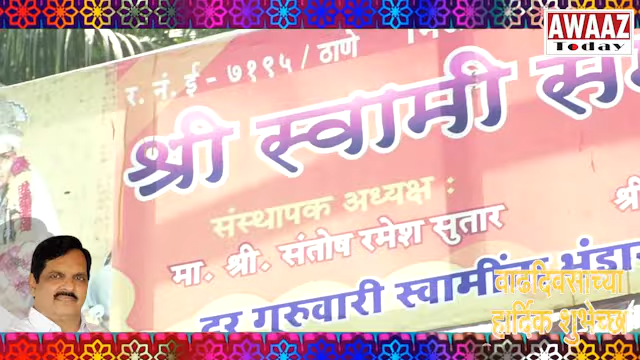 AWAAZ
Today
र. नं. ई - ७१९५ / ठाणे
श्री स्वामी
संस्थापक अध्यक्ष :
श्री
मा. श्री. संतोष रमेश सुतार
दर गुरुवारी
वाढदिवसाच्या
हार्दिक